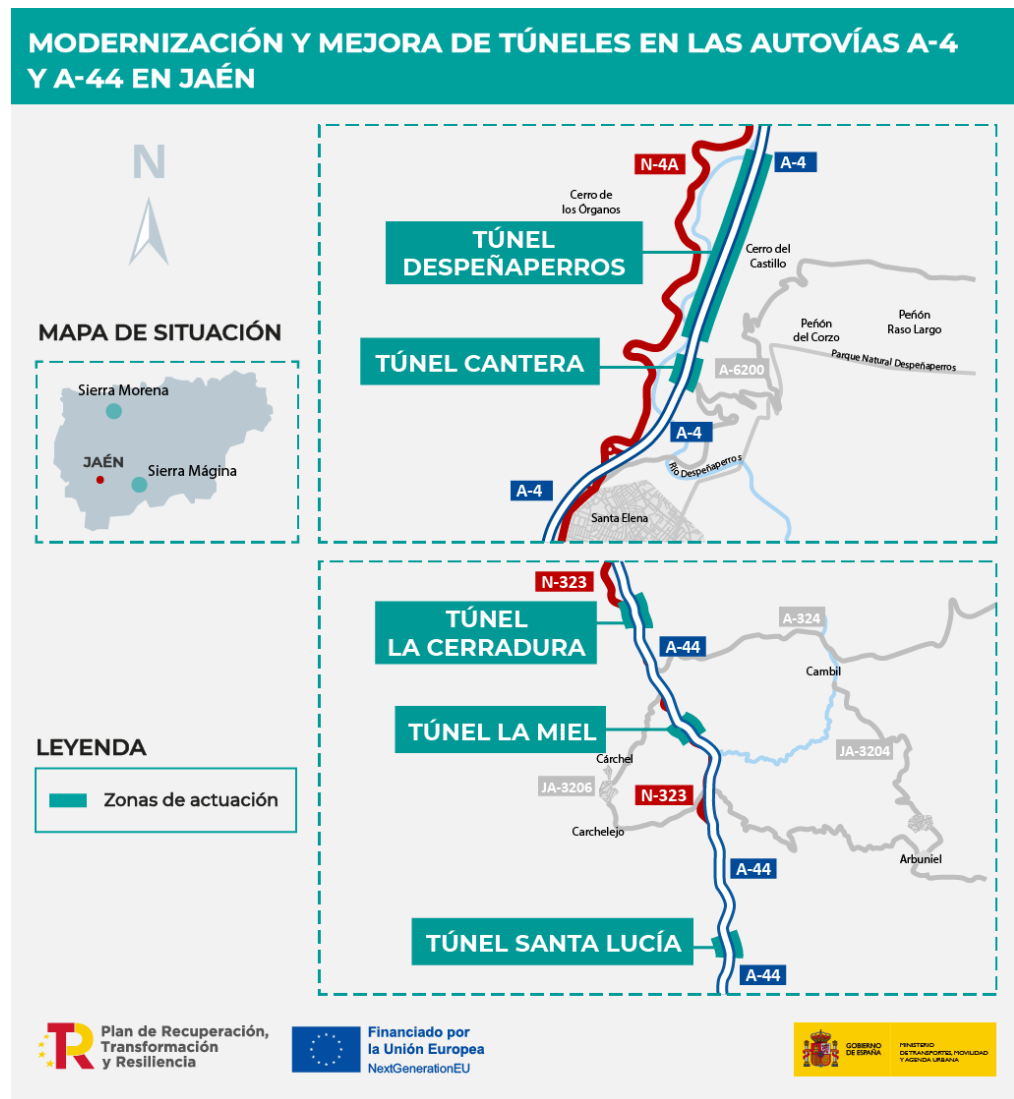 MODERNIZACIÓN Y MEJORA DE TÚNELES EN LAS AUTOVÍAS A-4
Y A-44 EN JAÉN
N
MAPA DE SITUACIÓN
Sierra Morena
JAÉN
Sierra Mágina
LEYENDA
Zonas de actuación
N-4A
A-4
Cerro de
los Órganos
TÚNEL
DESPEÑAPERROS
Cerro del
Castillo
Peñón
del Corzo
Peñón
Raso Largo
Parque Natural Despeñaperros
TÚNEL CANTERA
A-6200
A-4
Río Despeñaperros
A-4
Santa Elena
N-323
TÚNEL
LA CERRADURA
A-324
A-44
Cambil
TÚNEL LA MIEL
JA-3204
Cárchel
JA-3206
N-323
Carchelejo
Arbuniel
A-44
TÚNEL SANTA LUCÍA
A-44
TR
Plan de Recuperación,
Transformación
y Resiliencia
Financiado por
la Unión Europea
NextGenerationEU
GOBIERNO
DE ESPAÑA
MINISTERIO
DE TRANSPORTES, MOVILIDAD
Y AGENDA URBANA